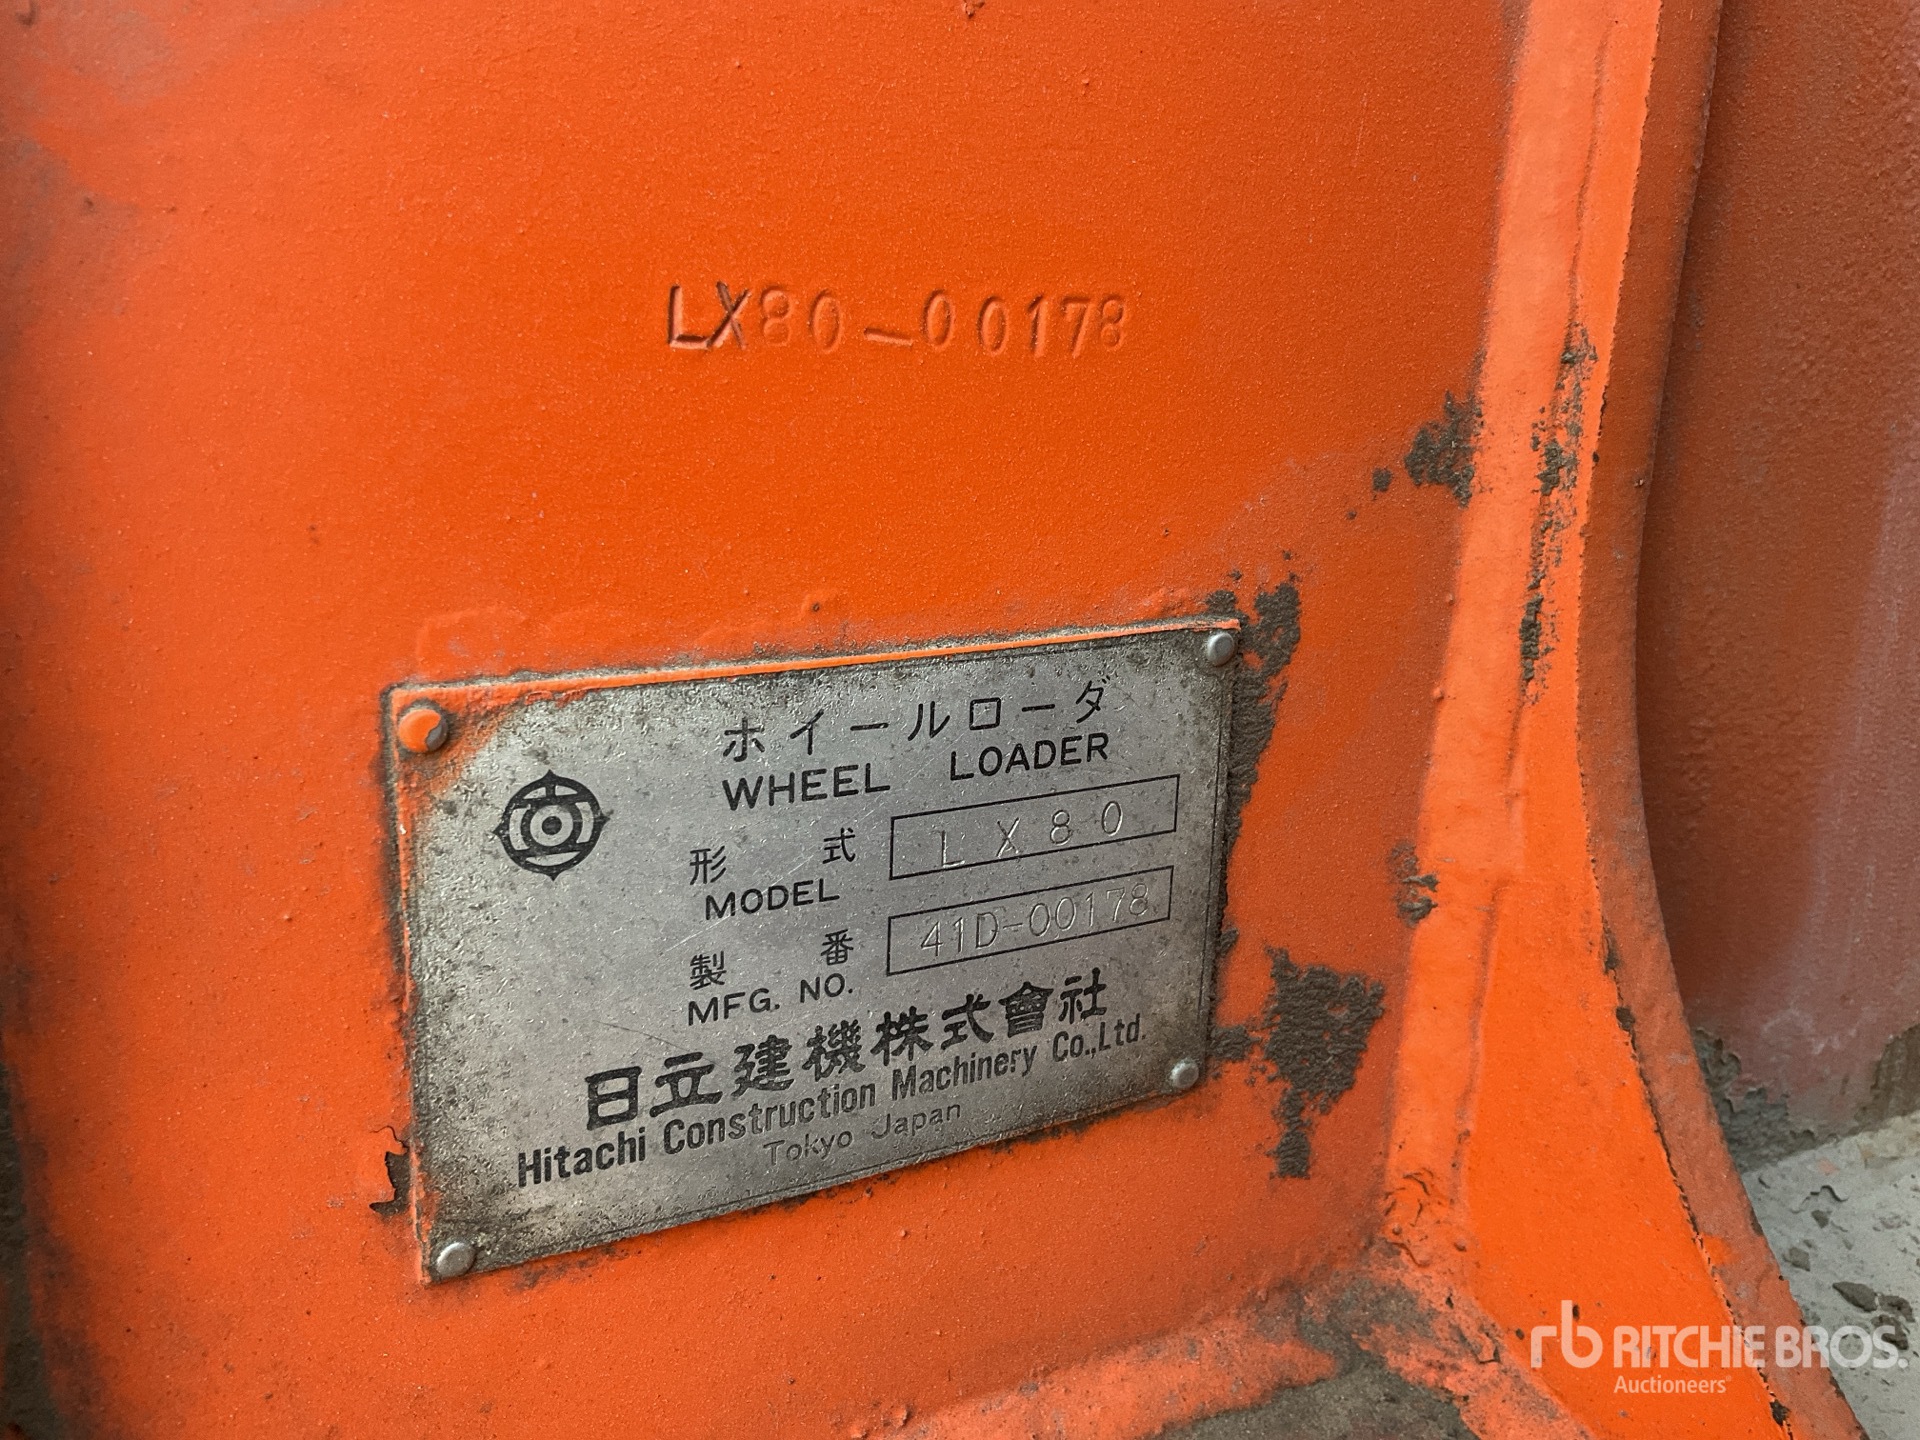 LX80-00178
ホイールローダ
WHEEL LOADER
形式 LX80
MODEL
製番 41D-00178
MFG. NO.
日立建機株式會社
Hitachi Construction Machinery Co.,Ltd.
Tokyo Japan
rb RITCHIE BROS.
Auctioneers